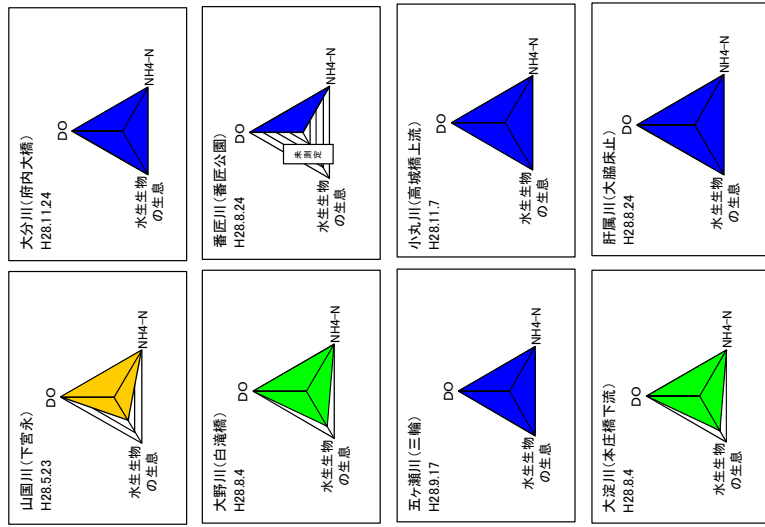 山国川(下宮永)
H28.5.23
DO
NH4-N
水生生物
の生息
大分川(府内大橋)
H28.11.24
DO
NH4-N
水生生物
の生息
大野川(白滝橋)
H28.8.4
DO
NH4-N
水生生物
の生息
番匠川(番匠公園)
H28.8.24
DO
NH4-N
水生生物
の生息
未測定
五ヶ瀬川(三輪)
H28.9.17
DO
NH4-N
水生生物
の生息
小丸川(高城橋上流)
H28.11.7
DO
NH4-N
水生生物
の生息
大淀川(本庄橋下流)
H28.8.4
DO
NH4-N
水生生物
の生息
肝属川(大脇床止)
H28.8.24
DO
NH4-N
水生生物
の生息